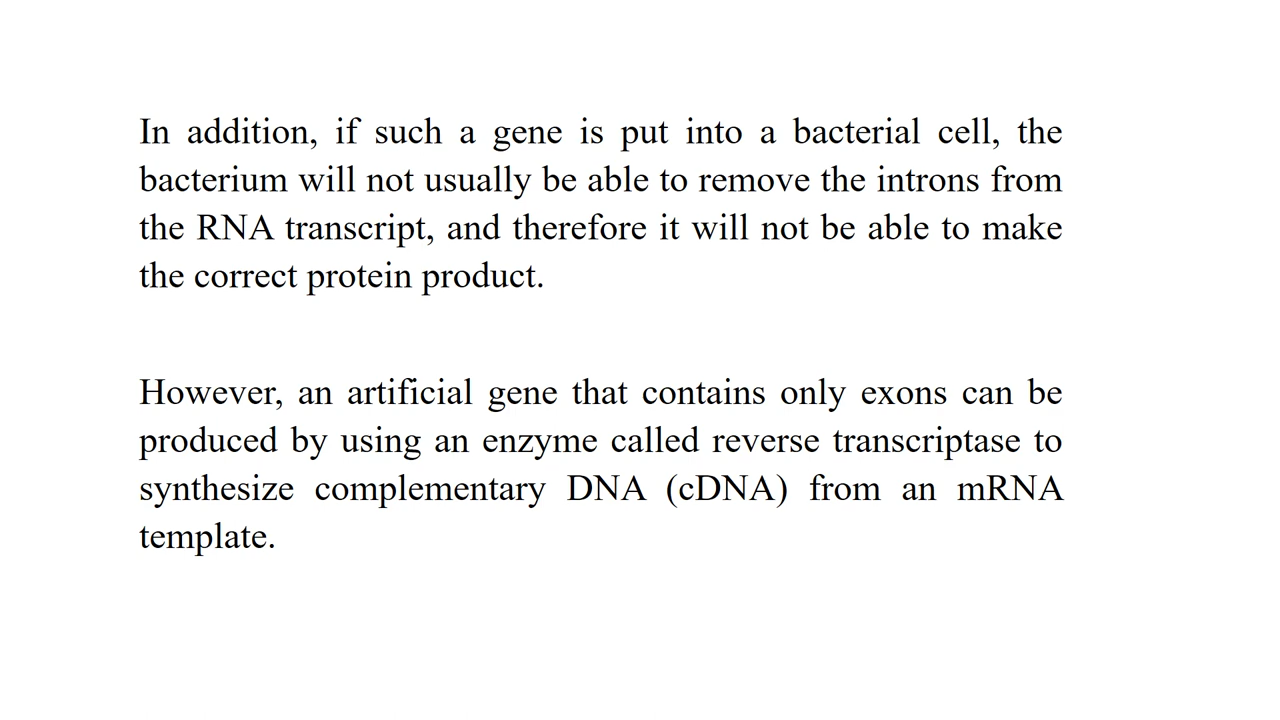 In addition, if such a gene is put into a bacterial cell, the
bacterium will not usually be able to remove the introns from
the RNA transcript, and therefore it will not be able to make
the correct protein product.
However, an artificial gene that contains only exons can be
produced by using an enzyme called reverse transcriptase to
synthesize complementary DNA (cDNA) from an mRNA
template.